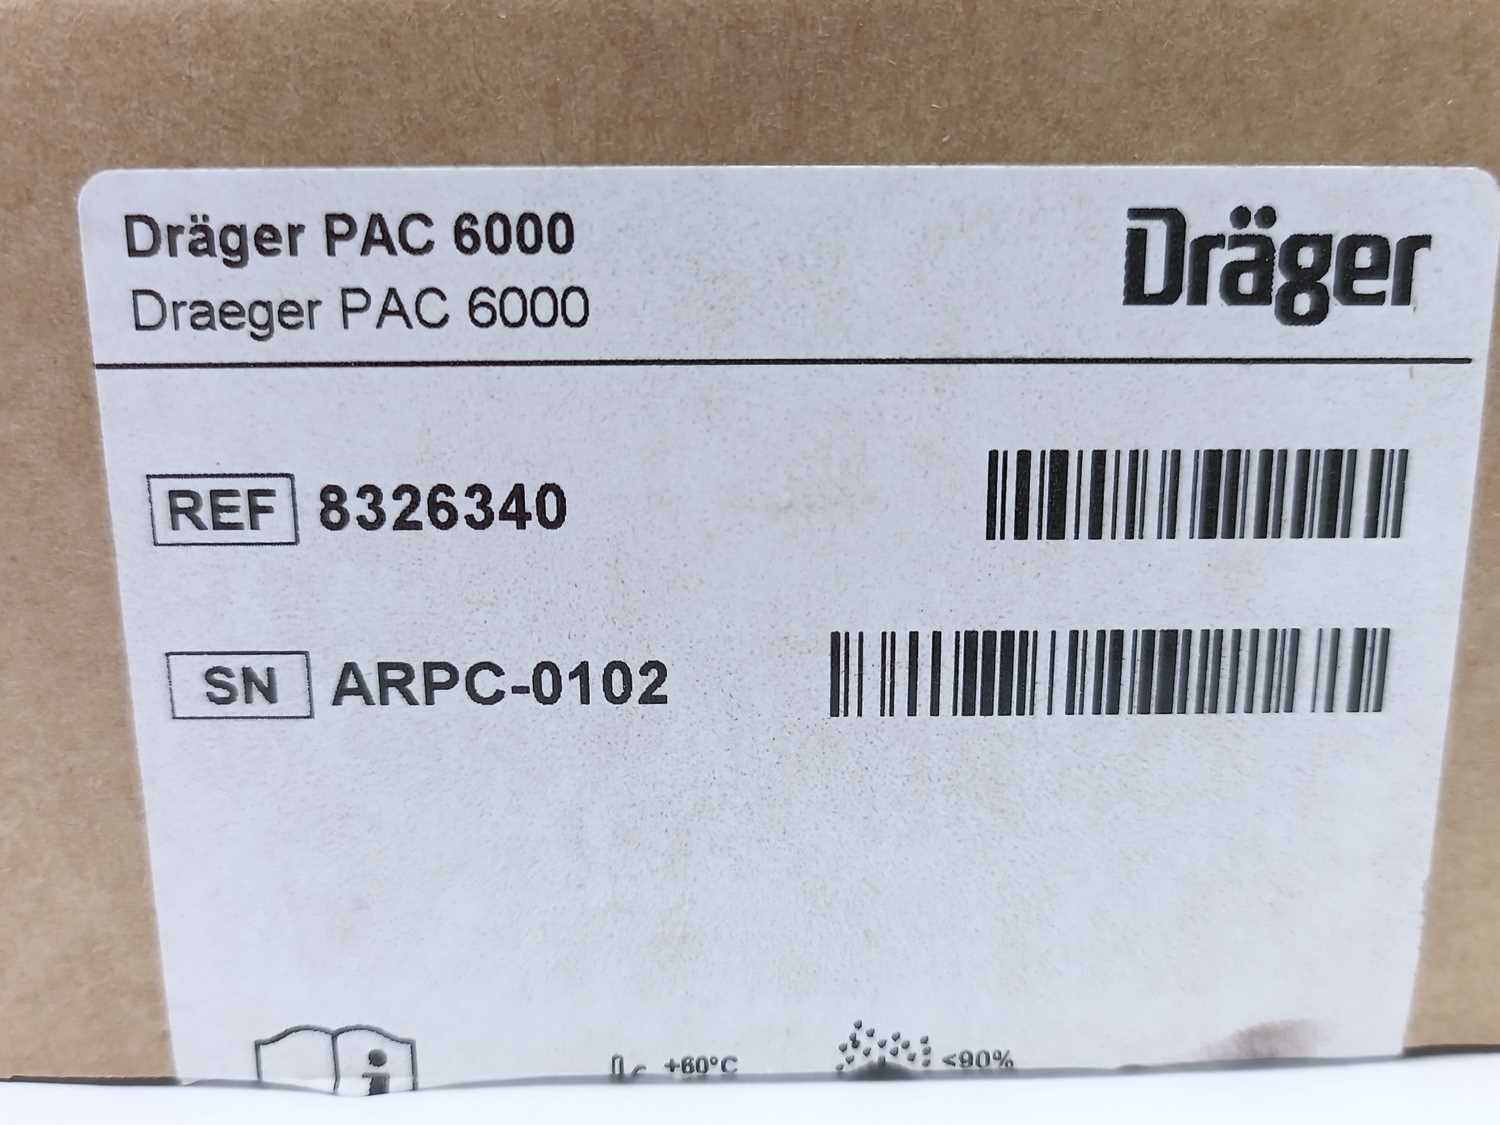 Dräger PAC 6000
Draeger PAC 6000
Dräger
REF 8326340
SN ARPC-0102
i
+60°C
<90%